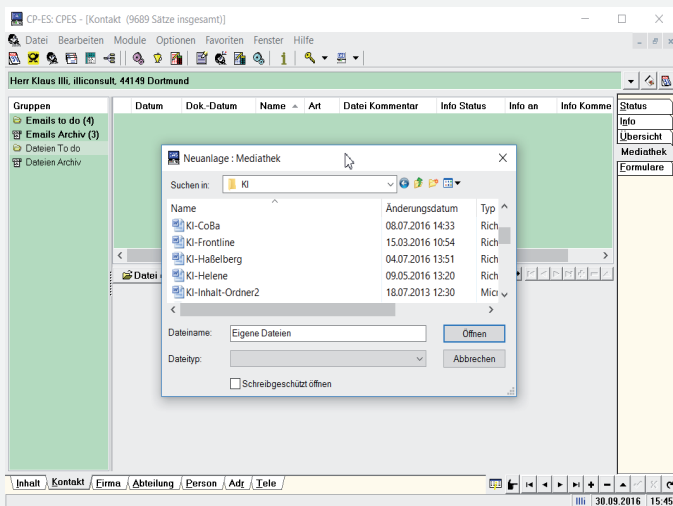 CP-ES: CPES - [Kontakt (9689 Sätze insgesamt)]
Datei Bearbeiten Module Optionen Favoriten Fenster Hilfe
Herr Klaus Illi, illiconsult, 44149 Dortmund
Gruppen
Emails to do (4)
Emails Archiv (3)
Dateien To do
Dateien Archiv
Datum Dok.-Datum Name Art Datei Kommentar Info Status Info an Info Komme
Status
Info
Übersicht
Mediathek
Formulare
Neuanlage : Mediathek
Suchen in: KI
Name Änderungsdatum Typ
KI-CoBa 08.07.2016 14:33 Rich
KI-Frontline 15.03.2016 10:54 Rich
KI-Haßelberg 04.07.2016 13:51 Rich
KI-Helene 09.05.2016 13:20 Rich
KI-Inhalt-Ordner2 18.07.2013 12:30 Micr
Datei
Dateiname: Eigene Dateien Öffnen
Dateityp: Abbrechen
Schreibgeschützt öffnen
Inhalt Kontakt Firma Abteilung Person Adr Tele
Illi 30.09.2016 15:45